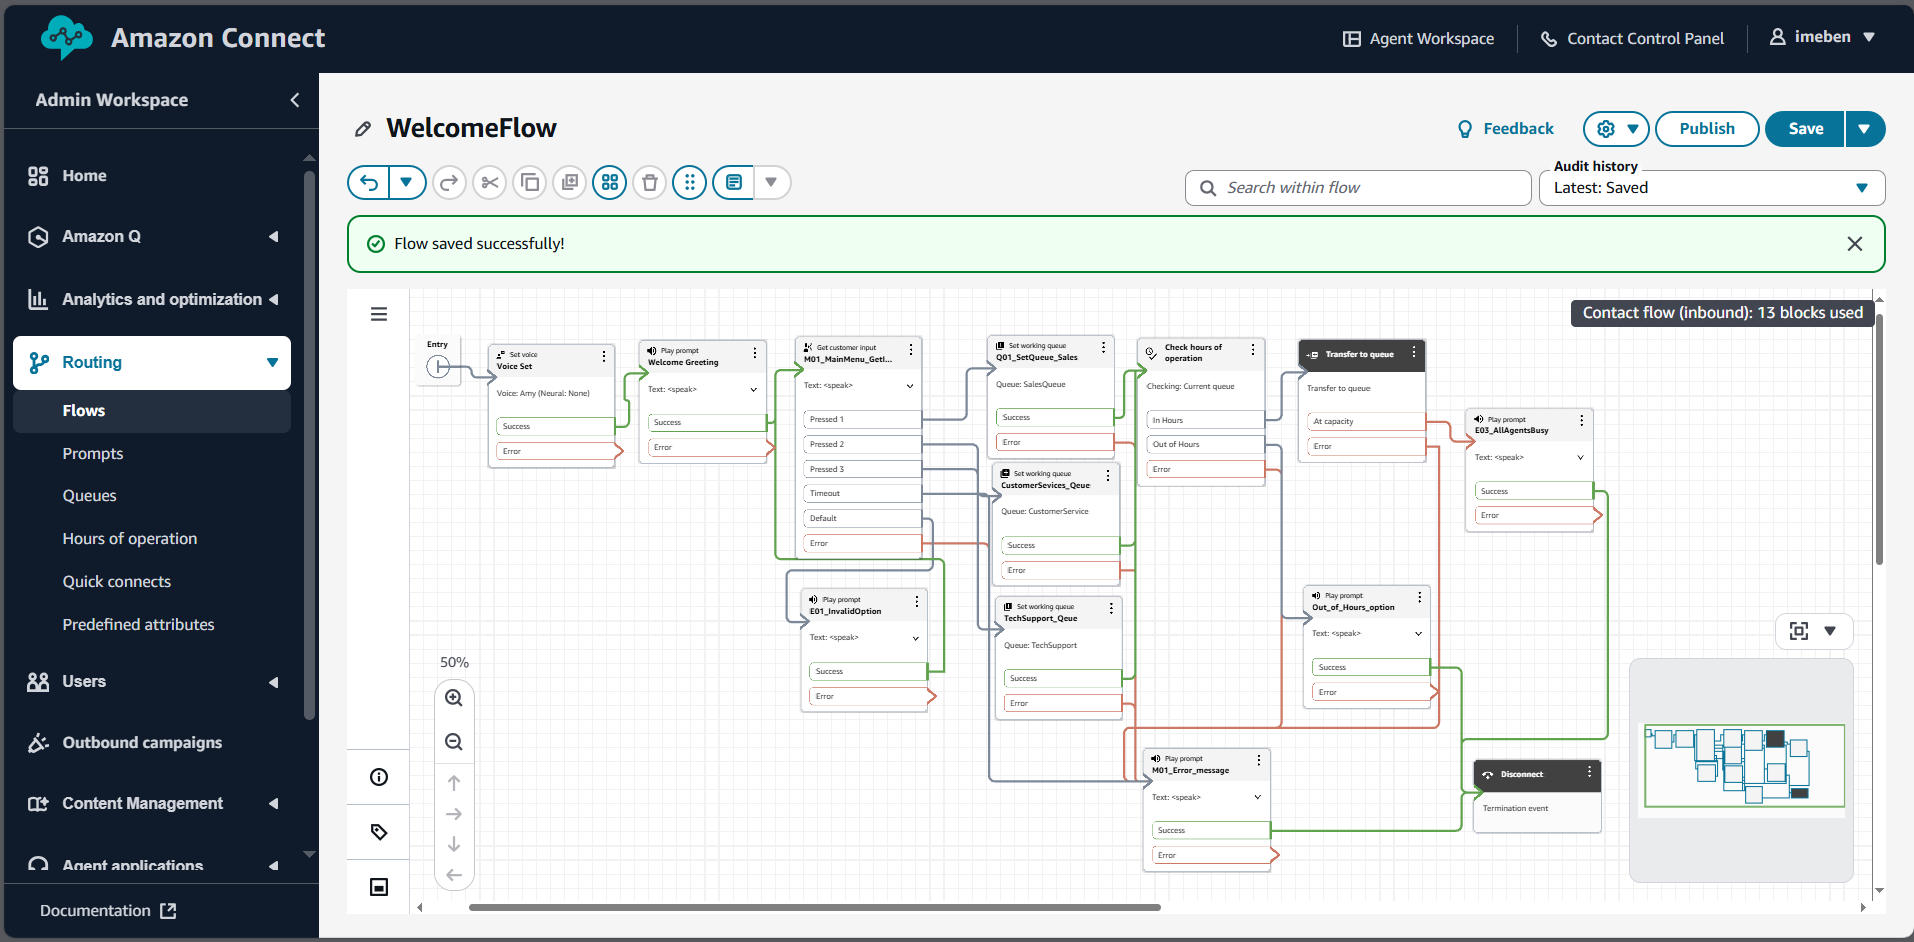 Amazon Connect
Agent Workspace
Contact Control Panel
imeben
Admin Workspace
Home
Amazon Q
Analytics and optimization
Routing
Flows
Prompts
Queues
Hours of operation
Quick connects
Predefined attributes
Users
Outbound campaigns
Content Management
Agent applications
Documentation
WelcomeFlow
Feedback
Publish
Save
Search within flow
Audit history
Latest: Saved
Flow saved successfully!
Contact flow (inbound): 13 blocks used
Entry
Set voice
Voice Set
Voice: Amy (Neural: None)
Success
Error
Play prompt
Welcome Greeting
Text: <speak>
Success
Error
Get customer input
M01_MainMenu_GetI...
Text: <speak>
Pressed 1
Pressed 2
Pressed 3
Timeout
Default
Error
Play prompt
E01_InvalidOption
Text: <speak>
Success
Error
Set working queue
Q01_SetQueue_Sales
Queue: SalesQueue
Success
Error
Set working queue
CustomerSevices_Qeue
Queue: CustomerService
Success
Error
Set working queue
TechSupport_Qeue
Queue: TechSupport
Success
Error
Check hours of
operation
Checking: Current queue
In Hours
Out of Hours
Error
Transfer to queue
Transfer to queue
At capacity
Error
Play prompt
E03_AllAgentsBusy
Text: <speak>
Success
Error
Play prompt
Out_of_Hours_option
Text: <speak>
Success
Error
Play prompt
M01_Error_message
Text: <speak>
Success
Error
Disconnect
Termination event
50%